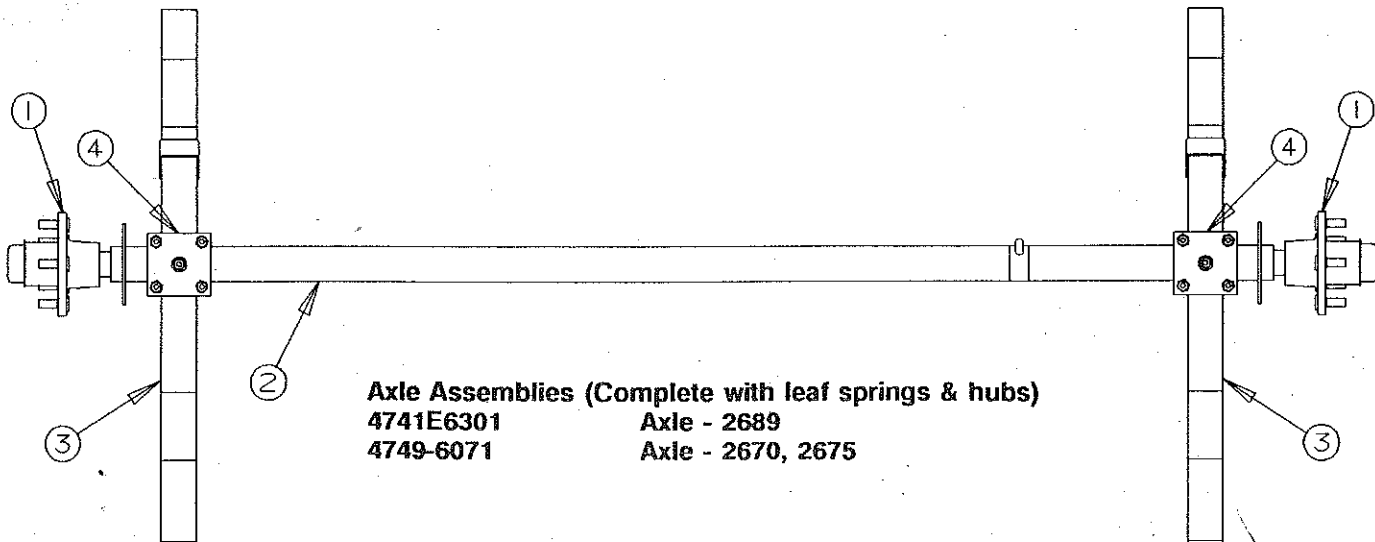 1
1
4
4
2
Axle Assemblies (Complete with leaf springs & hubs)
4741E6301 Axle - 2689
4749-6071 Axle - 2670, 2675
3
3